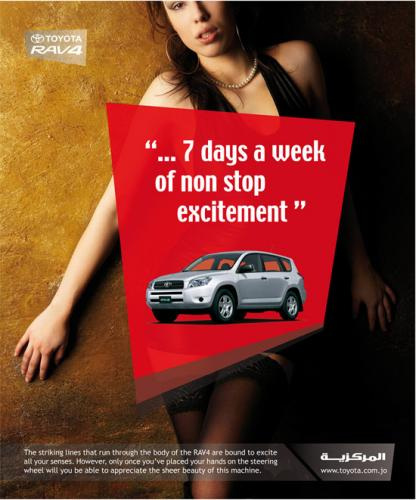 TOYOTA
RAV4
“... 7 days a week
of non stop
excitement ”
The striking lines that run through the body of the RAV4 are bound to excite
all your senses. However, only once you’ve placed your hands on the steering
wheel will you be able to appreciate the sheer beauty of this machine.
المركزية
www.toyota.com.jo